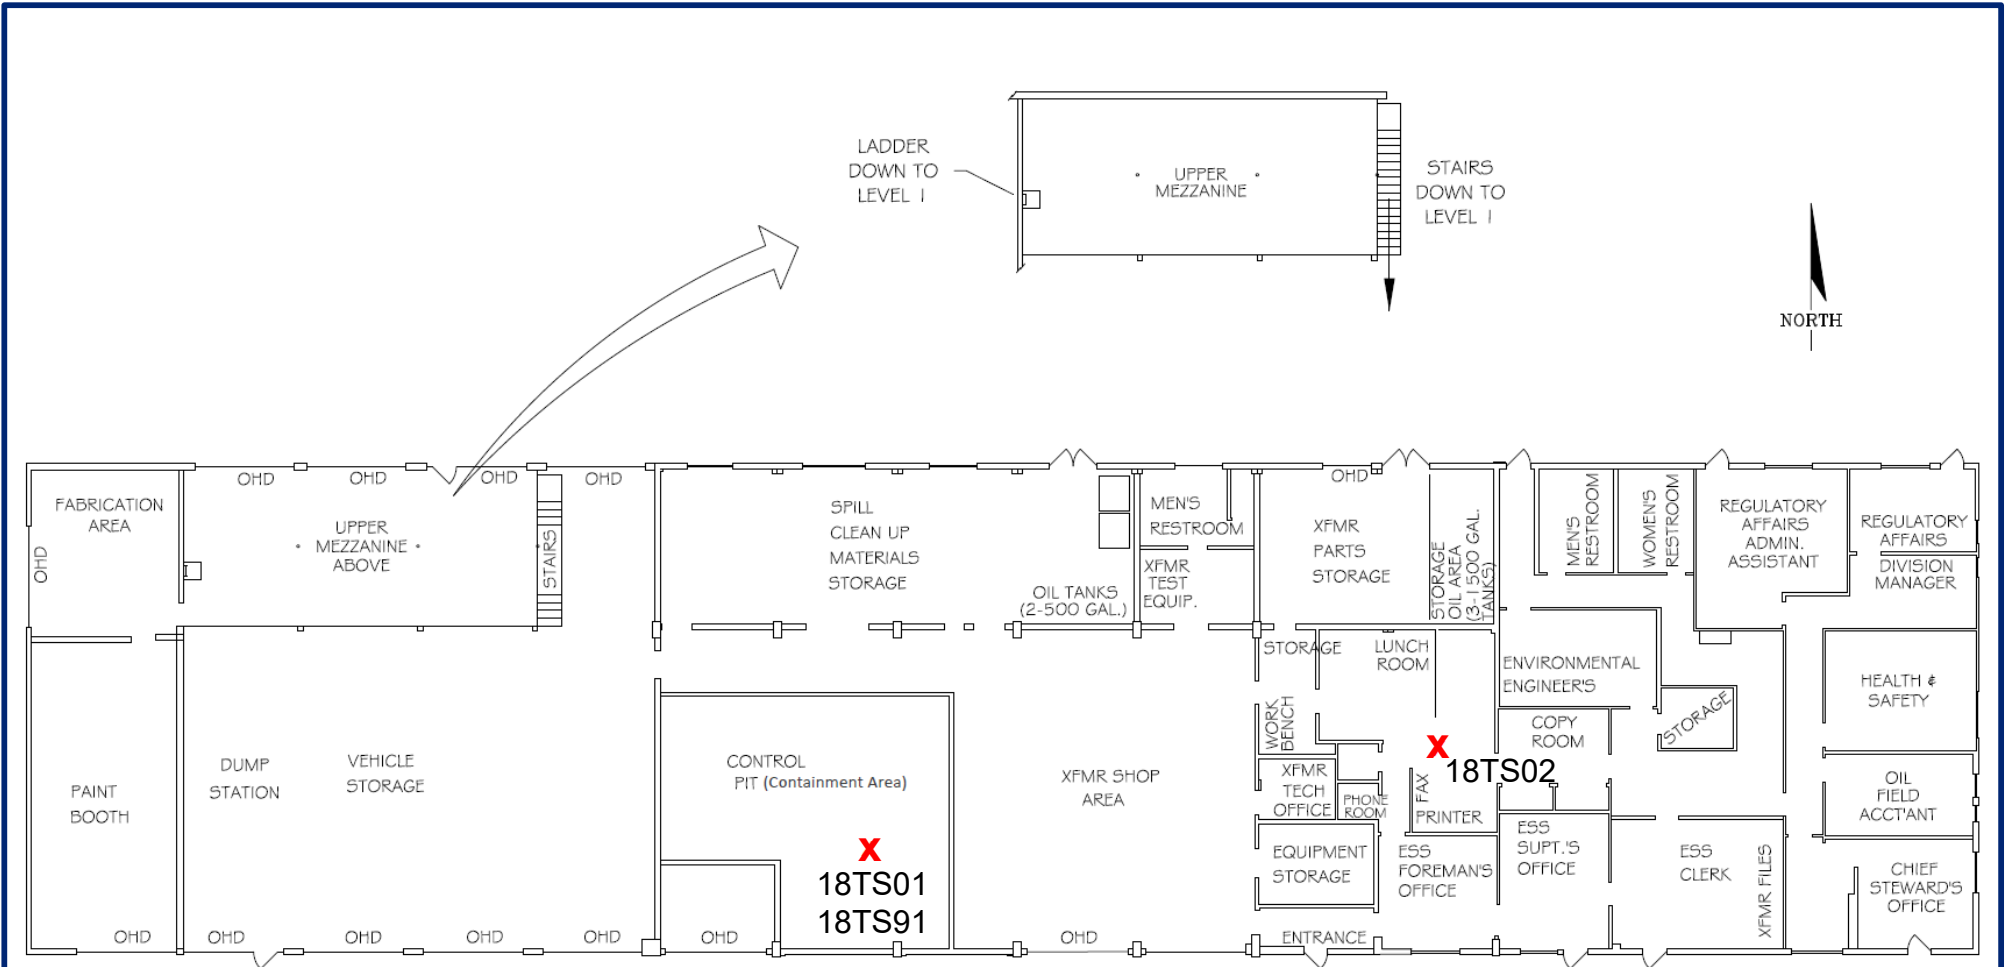 LADDER
DOWN TO
LEVEL 1
UPPER
MEZZANINE
STAIRS
DOWN TO
LEVEL 1
NORTH
OHD
OHD
OHD
OHD
FABRICATION
AREA
OHD
UPPER
MEZZANINE
ABOVE
STAIRS
SPILL
CLEAN UP
MATERIALS
STORAGE
OIL TANKS
(2-500 GAL.)
MEN'S
RESTROOM
XFMR
TEST
EQUIP.
OHD
XFMR
PARTS
STORAGE
STORAGE
OIL AREA
(3-1500 GAL.
TANKS)
MEN'S
RESTROOM
WOMEN'S
RESTROOM
REGULATORY
AFFAIRS
ADMIN.
ASSISTANT
REGULATORY
AFFAIRS
DIVISION
MANAGER
STORAGE
LUNCH
ROOM
ENVIRONMENTAL
ENGINEER'S
HEALTH &
SAFETY
WORK
BENCH
COPY
ROOM
STORAGE
DUMP
STATION
VEHICLE
STORAGE
PAINT
BOOTH
CONTROL
PIT (Containment Area)
XFMR SHOP
AREA
XFMR
TECH
OFFICE
PHONE
ROOM
X
18TS02
FAX
PRINTER
OIL
FIELD
ACCT'ANT
X
18TS01
18TS91
EQUIPMENT
STORAGE
ESS
FOREMAN'S
OFFICE
ESS
SUPT.'S
OFFICE
ESS
CLERK
XFMR FILES
CHIEF
STEWARD'S
OFFICE
OHD
OHD
OHD
OHD
OHD
OHD
OHD
ENTRANCE